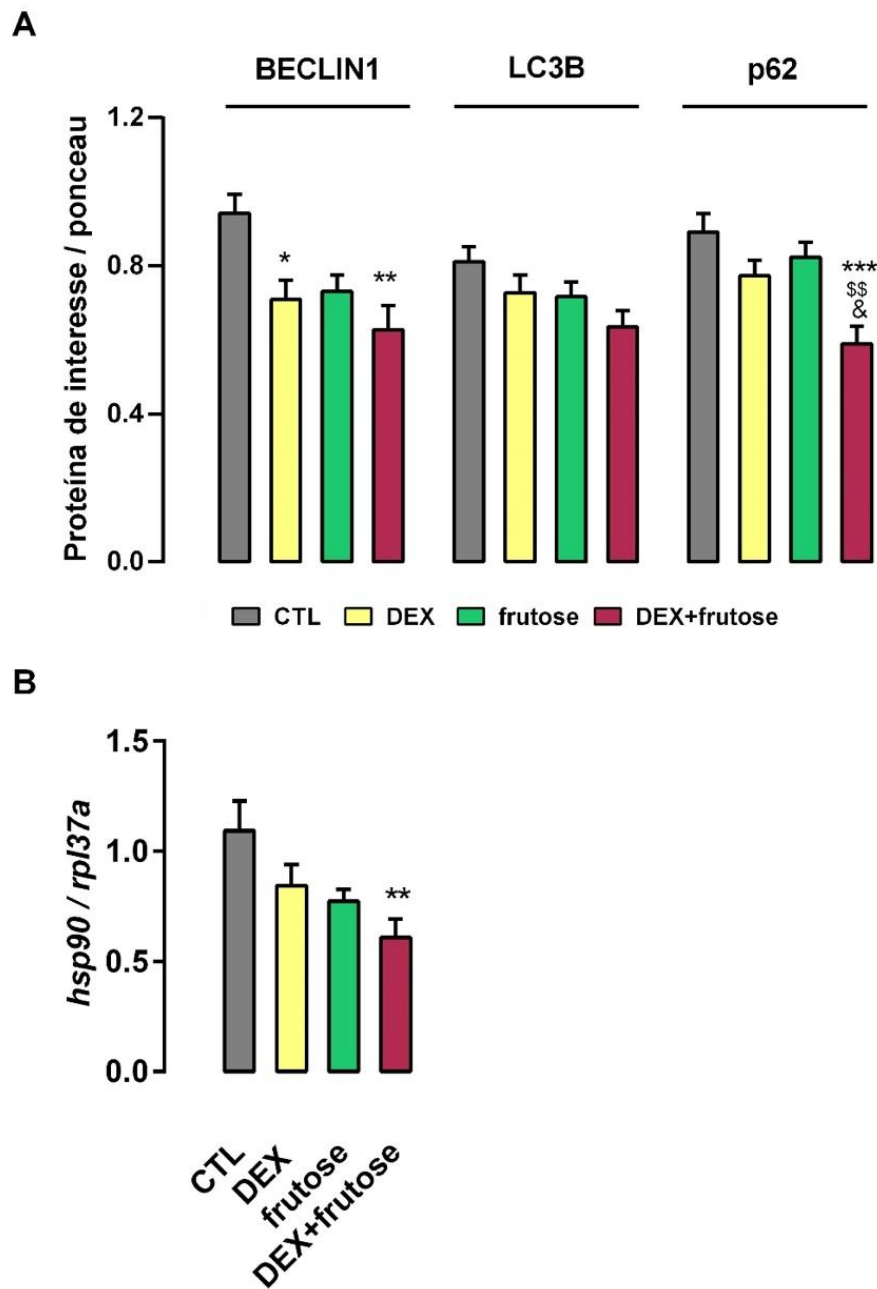 A
BECLIN1 LC3B p62
Proteína de interesse / ponceau
1.2
0.8
0.4
0.0
* ** ***
$$
&
CTL DEX frutose DEX+frutose
B
hsp90 / rpl37a
1.5
1.0
0.5
0.0
**
CTL
DEX
frutose
DEX+frutose